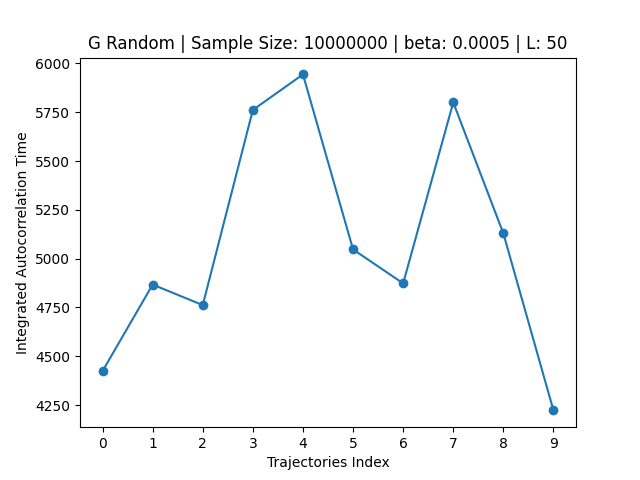 G Random | Sample Size: 10000000 | beta: 0.0005 | L: 50
6000
5750
5500
5250
5000
4750
4500
4250
Integrated Autocorrelation Time
0 1 2 3 4 5 6 7 8 9
Trajectories Index